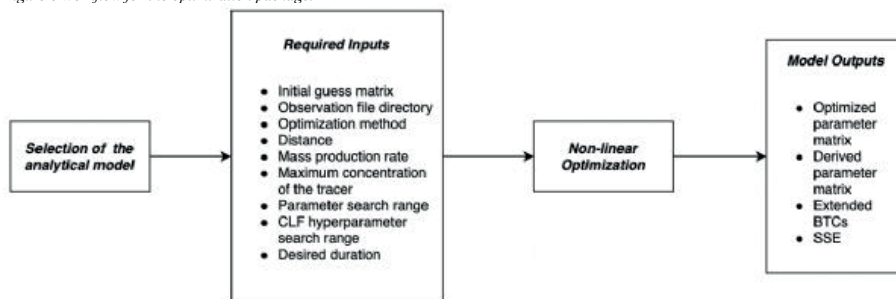 Selection of the
analytical model
Required Inputs
● Initial guess matrix
● Observation file directory
● Optimization method
● Distance
● Mass production rate
● Maximum concentration
of the tracer
● Parameter search range
● CLF hyperparameter
search range
● Desired duration
Non-linear
Optimization
Model Outputs
● Optimized
parameter
matrix
● Derived
parameter
matrix
● Extended
BTCs
● SSE